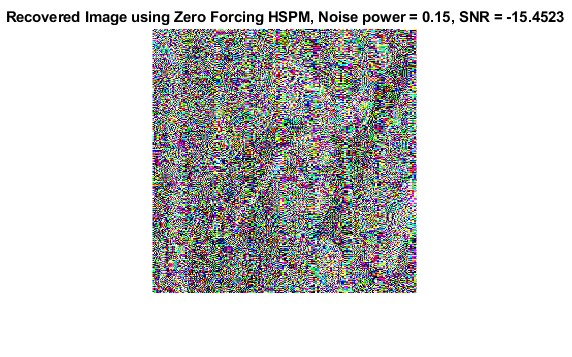 Recovered Image using Zero Forcing HSPM, Noise power = 0.15, SNR = -15.4523